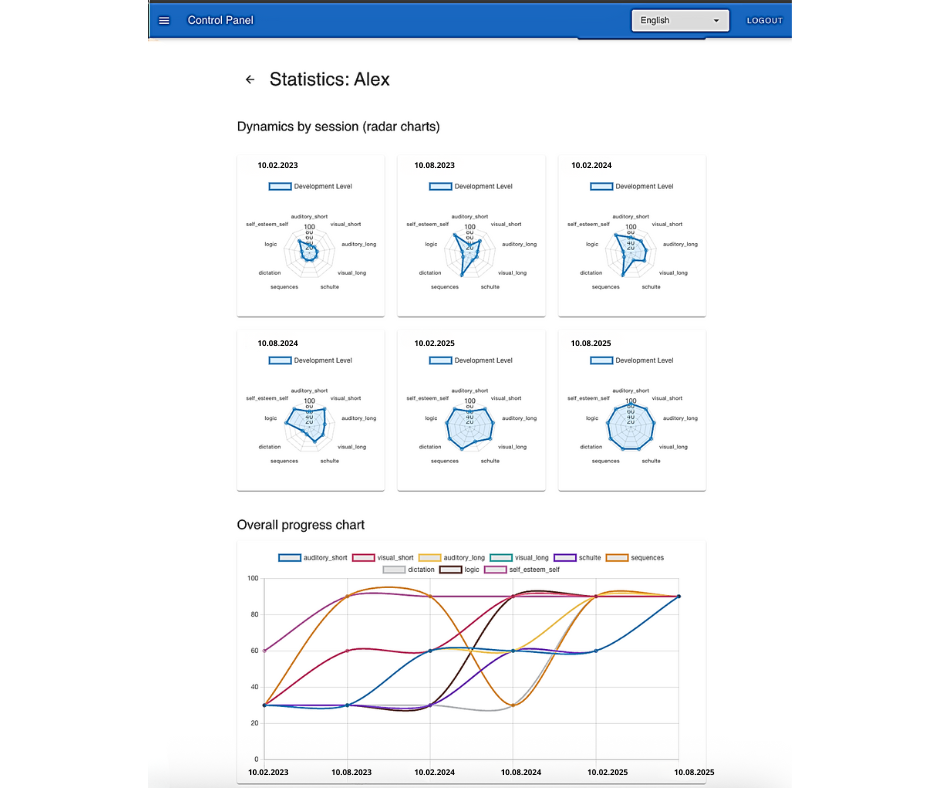 Control Panel English LOGOUT
Statistics: Alex
Dynamics by session (radar charts)
10.02.2023
Development Level
auditory_short
self_esteem_self visual_short
100
80
60
40
20
logic auditory_long
dictation visual_long
sequences schulte
10.08.2023
Development Level
auditory_short
self_esteem_self visual_short
100
80
60
40
20
logic auditory_long
dictation visual_long
sequences schulte
10.02.2024
Development Level
auditory_short
self_esteem_self visual_short
100
80
60
40
20
logic auditory_long
dictation visual_long
sequences schulte
10.08.2024
Development Level
auditory_short
self_esteem_self visual_short
100
80
60
40
20
logic auditory_long
dictation visual_long
sequences schulte
10.02.2025
Development Level
auditory_short
self_esteem_self visual_short
100
80
60
40
20
logic auditory_long
dictation visual_long
sequences schulte
10.08.2025
Development Level
auditory_short
self_esteem_self visual_short
100
80
60
40
20
logic auditory_long
dictation visual_long
sequences schulte
Overall progress chart
auditory_short visual_short auditory_long visual_long schulte sequences
dictation logic self_esteem_self
100
80
60
40
20
0
10.02.2023 10.08.2023 10.02.2024 10.08.2024 10.02.2025 10.08.2025